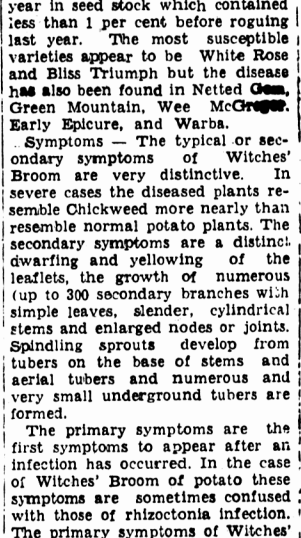 year in seed stock which contained
less than 1 per cent before roguing
last year. The most susceptible
varieties appear to be White Rose
and Bliss Triumph but the disease
has also been found in Netted Gem,
Green Mountain, Wee McGregor,
Early Epicure, and Warba.
Symptoms — The typical or sec-
ondary symptoms of Witches'
Broom are very distinctive. In
severe cases the diseased plants re-
semble Chickweed more nearly than
resemble normal potato plants. The
secondary symptoms are a distinct
dwarfing and yellowing of the
leaflets, the growth of numerous
(up to 300 secondary branches with
simple leaves, slender, cylindrical
stems and enlarged nodes or joints.
Spindling sprouts develop from
tubers on the base of stems and
aerial tubers and numerous and
very small underground tubers are
formed.
The primary symptoms are the
first symptoms to appear after an
infection has occurred. In the case
of Witches' Broom of potato these
symptoms are sometimes confused
with those of rhizoctonia infection.
The primary symptoms of Witches'